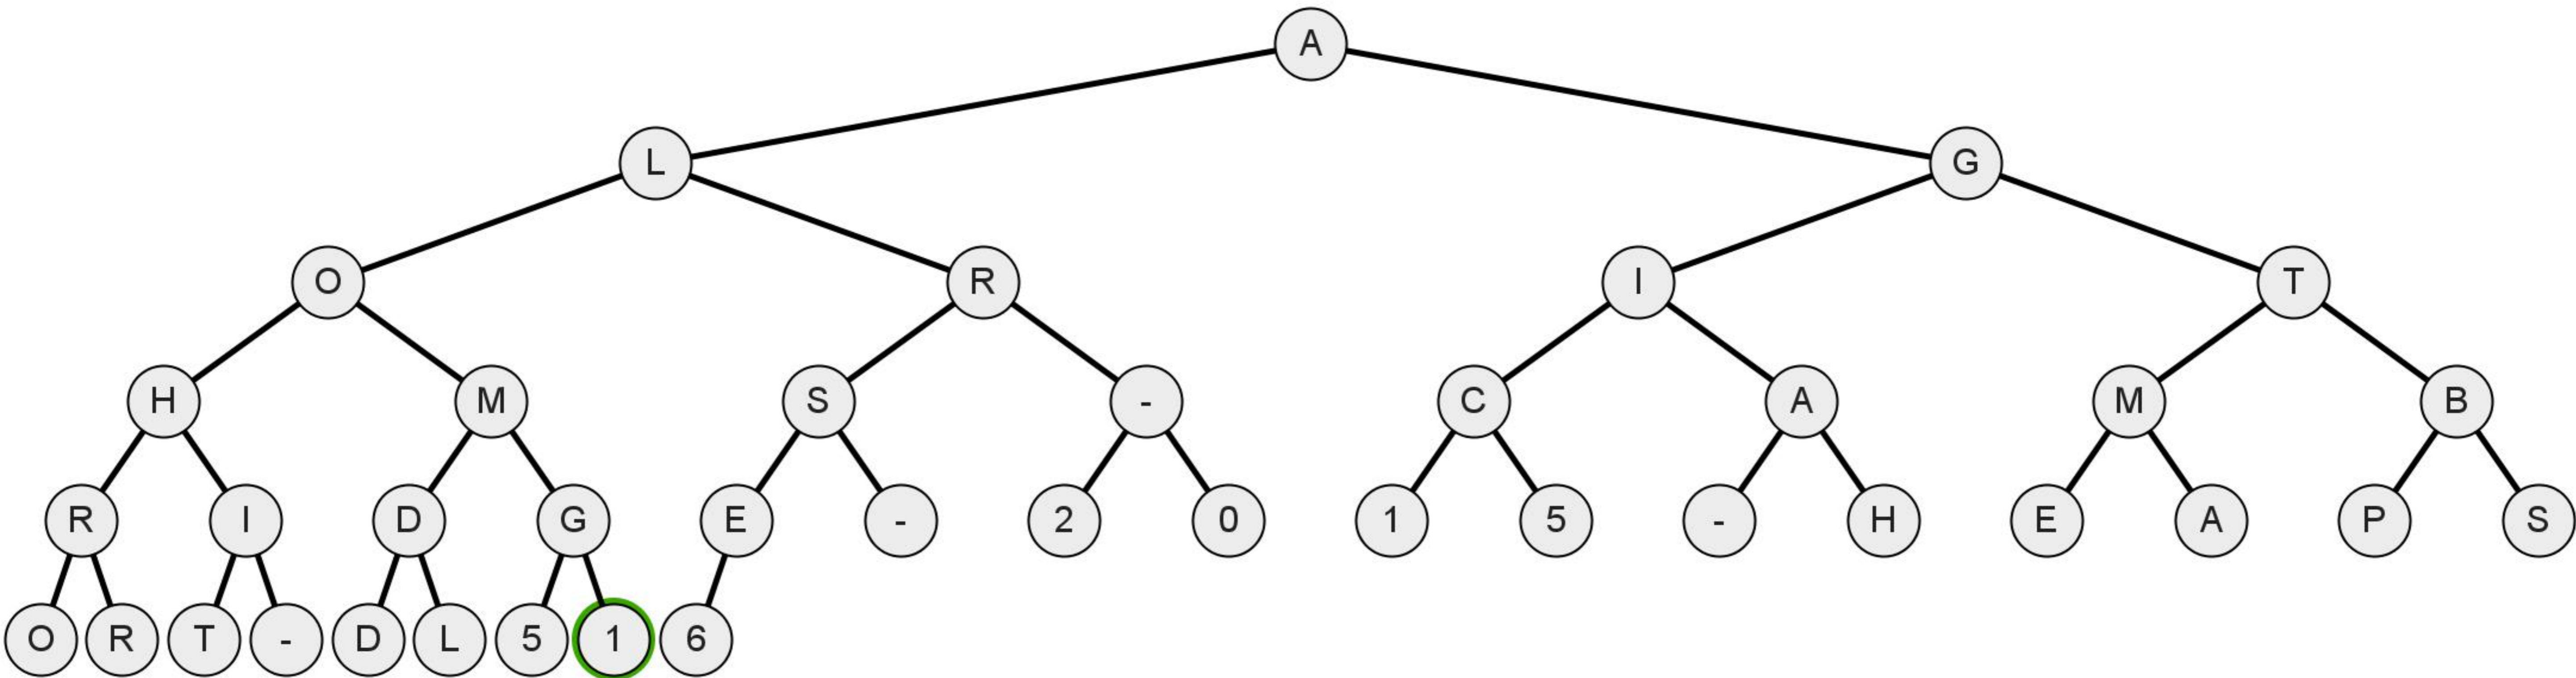 A
L G
O R I T
H M S - C A M B
R I D G E - 2 0 1 5 - H E A P S
O R T - D L 5 1 6